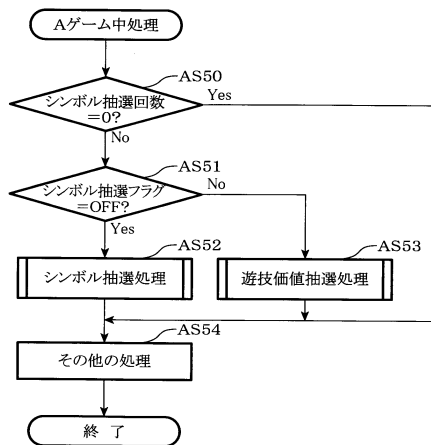 Aゲーム中処理
AS50
シンボル抽選回数
=0?
Yes
No
AS51
シンボル抽選フラグ
=OFF?
No
Yes
AS52
シンボル抽選処理
AS53
遊技価値抽選処理
AS54
その他の処理
終 了